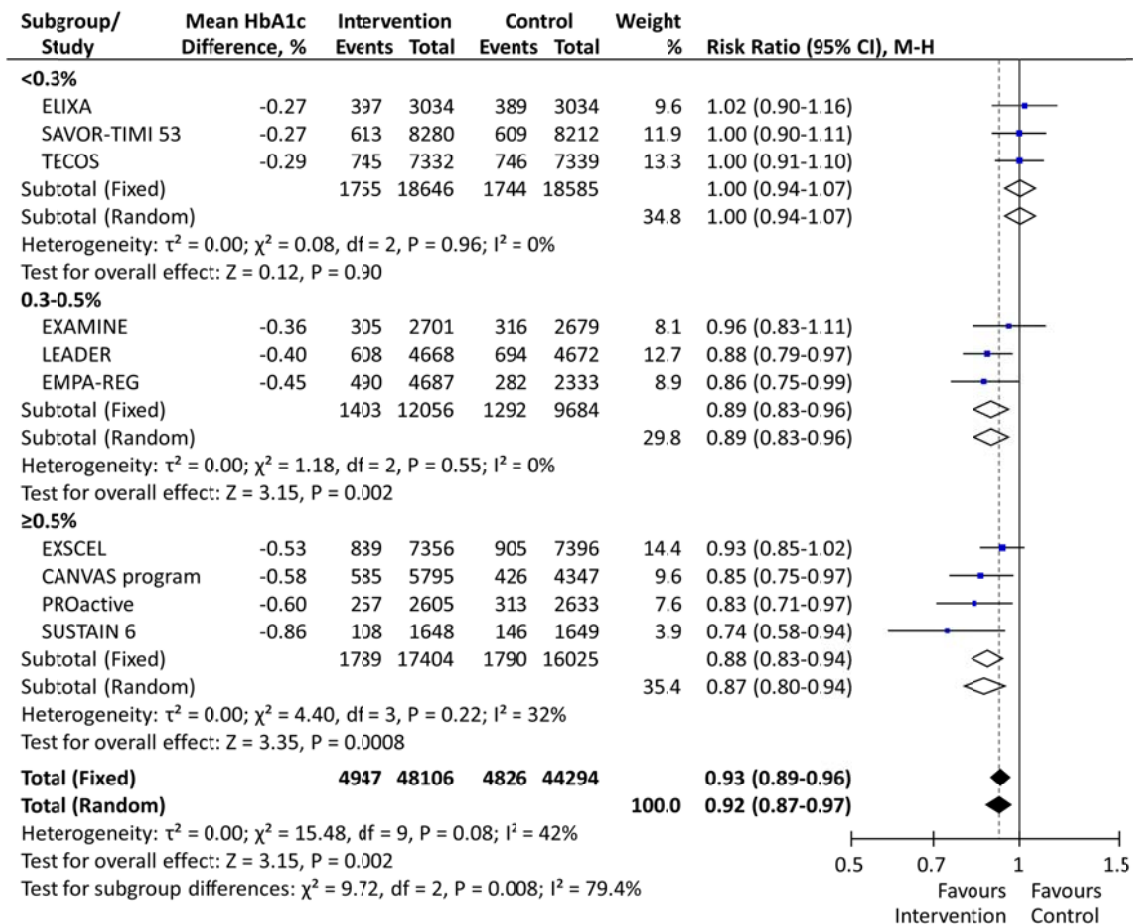 Subgroup/ Mean HbA1c Intervention Control Weight
Study Difference, % Events Total Events Total % Risk Ratio (95% CI), M-H
<0.3%
ELIXA -0.27 397 3034 389 3034 9.6 1.02 (0.90-1.16)
SAVOR-TIMI 53 -0.27 613 8280 609 8212 11.9 1.00 (0.90-1.11)
TECOS -0.29 745 7332 746 7339 13.3 1.00 (0.91-1.10)
Subtotal (Fixed) 1755 18646 1744 18585 1.00 (0.94-1.07)
Subtotal (Random) 34.8 1.00 (0.94-1.07)
Heterogeneity: τ² = 0.00; χ² = 0.08, df = 2, P = 0.96; I² = 0%
Test for overall effect: Z = 0.12, P = 0.90
0.3-0.5%
EXAMINE -0.36 305 2701 316 2679 8.1 0.96 (0.83-1.11)
LEADER -0.40 608 4668 694 4672 12.7 0.88 (0.79-0.97)
EMPA-REG -0.45 490 4687 282 2333 8.9 0.86 (0.75-0.99)
Subtotal (Fixed) 1403 12056 1292 9684 0.89 (0.83-0.96)
Subtotal (Random) 29.8 0.89 (0.83-0.96)
Heterogeneity: τ² = 0.00; χ² = 1.18, df = 2, P = 0.55; I² = 0%
Test for overall effect: Z = 3.15, P = 0.002
≥0.5%
EXSCEL -0.53 839 7356 905 7396 14.4 0.93 (0.85-1.02)
CANVAS program -0.58 585 5795 426 4347 9.6 0.85 (0.75-0.97)
PROactive -0.60 257 2605 313 2633 7.6 0.83 (0.71-0.97)
SUSTAIN 6 -0.86 108 1648 146 1649 3.9 0.74 (0.58-0.94)
Subtotal (Fixed) 1789 17404 1790 16025 0.88 (0.83-0.94)
Subtotal (Random) 35.4 0.87 (0.80-0.94)
Heterogeneity: τ² = 0.00; χ² = 4.40, df = 3, P = 0.22; I² = 32%
Test for overall effect: Z = 3.35, P = 0.0008
Total (Fixed) 4947 48106 4826 44294 0.93 (0.89-0.96)
Total (Random) 100.0 0.92 (0.87-0.97)
Heterogeneity: τ² = 0.00; χ² = 15.48, df = 9, P = 0.08; I² = 42%
Test for overall effect: Z = 3.15, P = 0.002
Test for subgroup differences: χ² = 9.72, df = 2, P = 0.008; I² = 79.4%
0.5 0.7 1 1.5
Favours Favours
Intervention Control